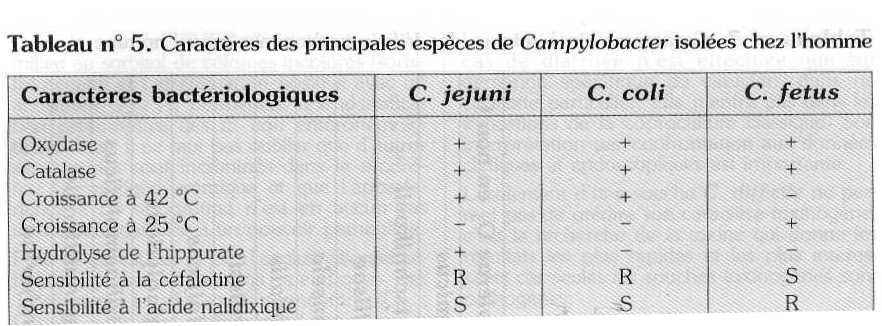 Tableau n° 5. Caractères des principales espèces de Campylobacter isolées chez l'homme
Caractères bactériologiques C. jejuni C. coli C. fetus
Oxydase + + +
Catalase + + +
Croissance à 42 °C + + −
Croissance à 25 °C − − +
Hydrolyse de l'hippurate + − −
Sensibilité à la céfalotine R R S
Sensibilité à l'acide nalidixique S S R